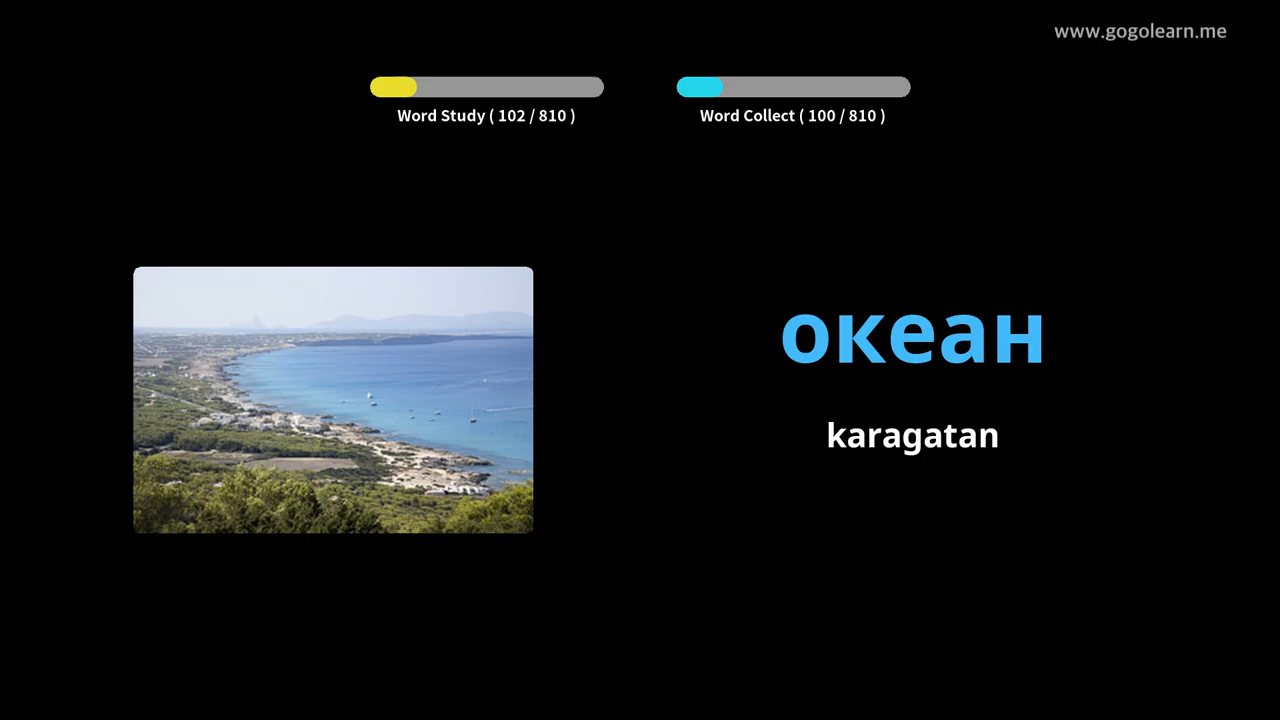 www.gogolearn.me
Word Study ( 102 / 810 )
Word Collect ( 100 / 810 )
океан
karagatan